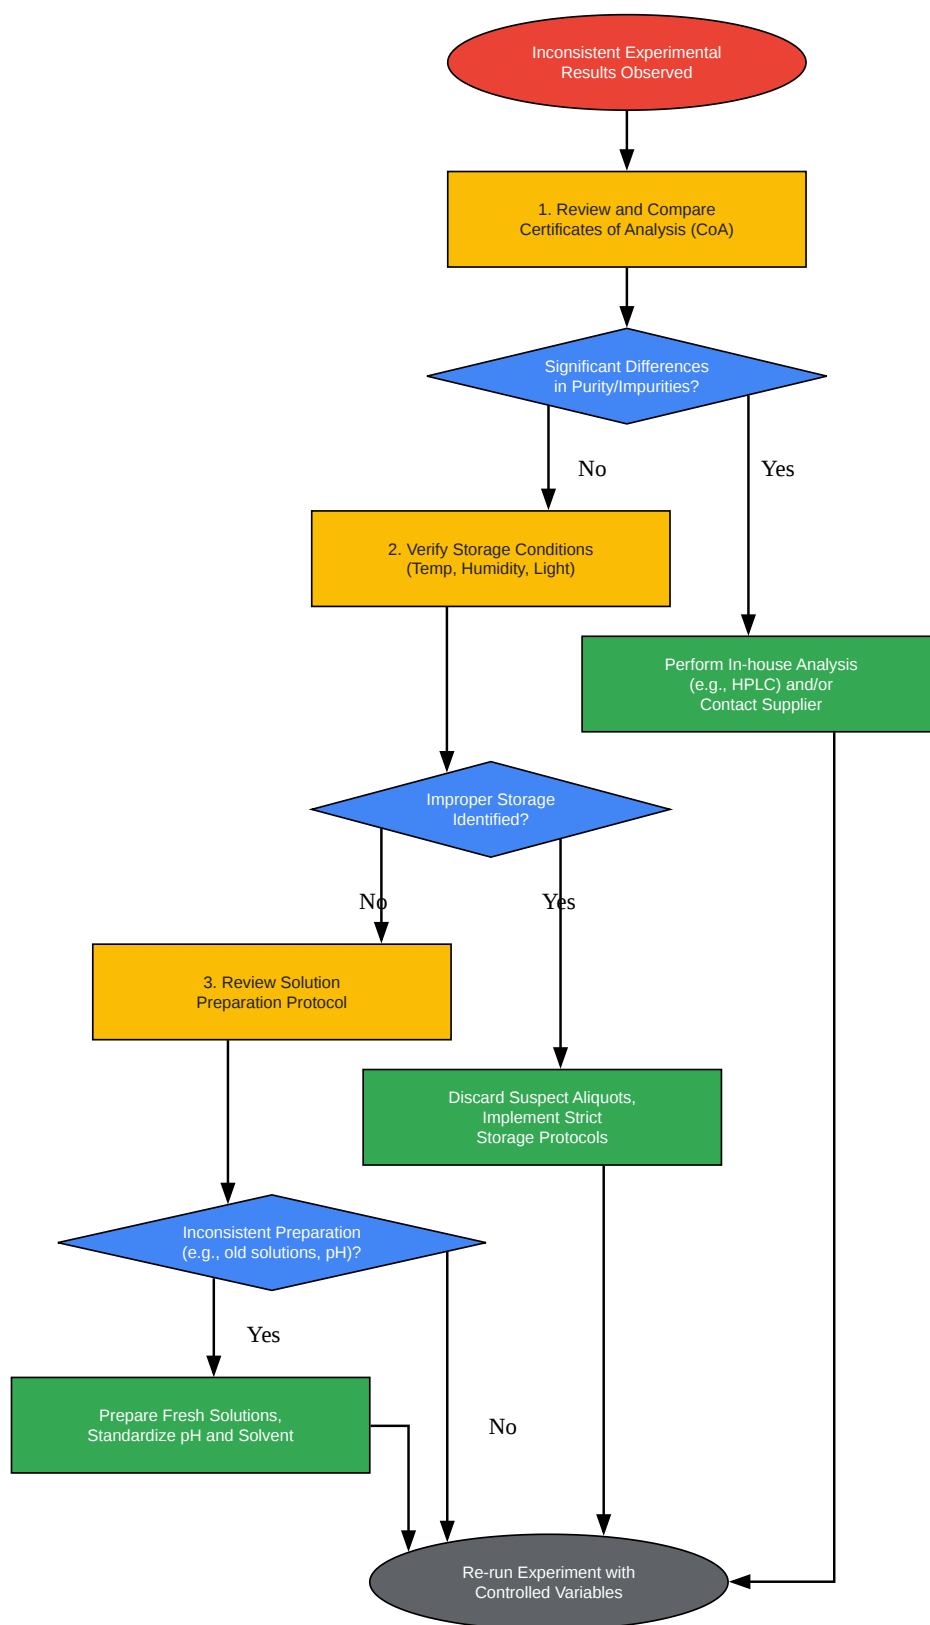 Inconsistent Experimental
Results Observed
1. Review and Compare
Certificates of Analysis (CoA)
Significant Differences
in Purity/Impurities?
No
Yes
2. Verify Storage Conditions
(Temp, Humidity, Light)
Perform In-house Analysis
(e.g., HPLC) and/or
Contact Supplier
Improper Storage
Identified?
No
Yes
3. Review Solution
Preparation Protocol
Discard Suspect Aliquots,
Implement Strict
Storage Protocols
Inconsistent Preparation
(e.g., old solutions, pH)?
Yes
Prepare Fresh Solutions,
Standardize pH and Solvent
No
Re-run Experiment with
Controlled Variables